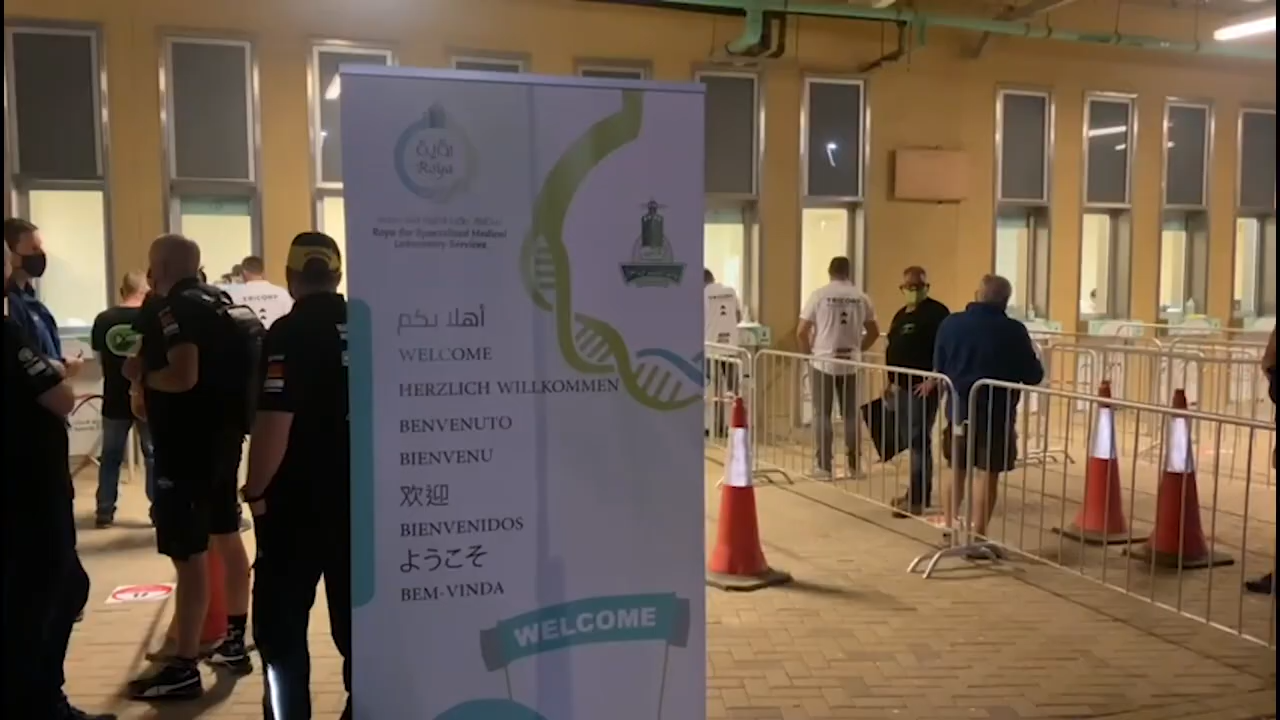 رؤية
Roya
Roya for Specialized Medical
Laboratory Services
أهلا بكم
WELCOME
HERZLICH WILLKOMMEN
BENVENUTO
BIENVENU
欢迎
BIENVENIDOS
ようこそ
BEM-VINDA
WELCOME
TRICORP